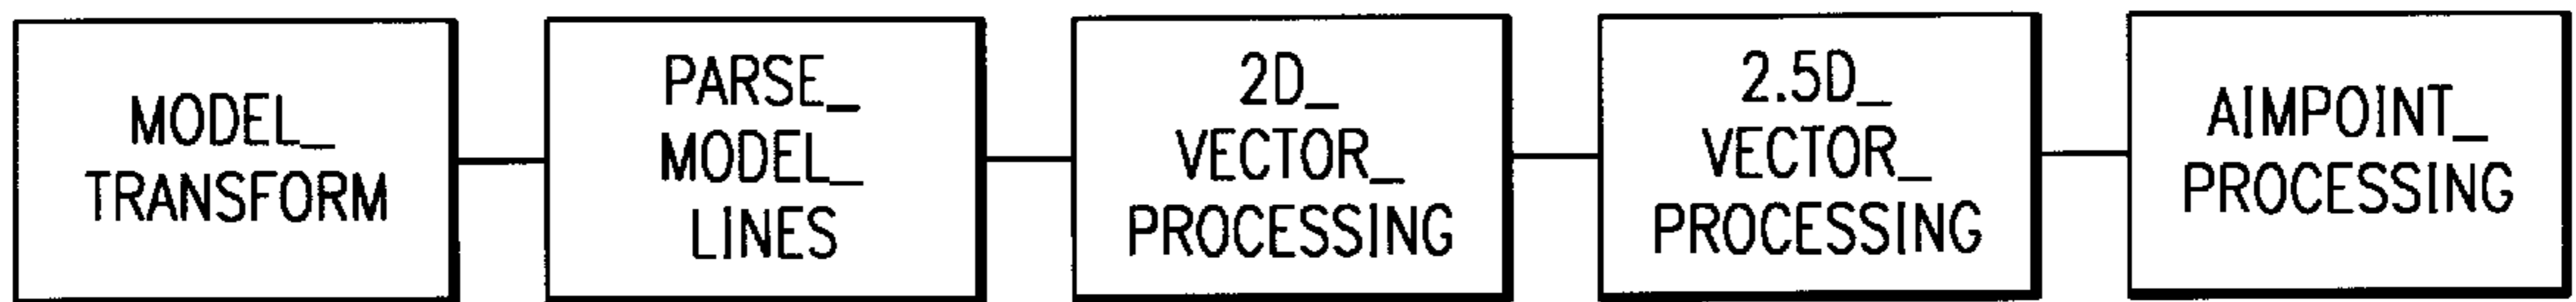 MODEL_
TRANSFORM
PARSE_
MODEL_
LINES
2D_
VECTOR_
PROCESSING
2.5D_
VECTOR_
PROCESSING
AIMPOINT_
PROCESSING